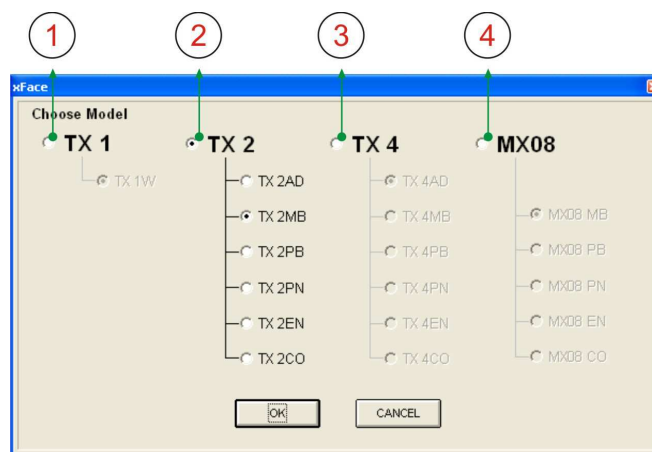 1 2 3 4
xFace
Choose Model
TX 1 TX 2 TX 4 MX08
TX 1W TX 2AD TX 4AD
TX 2MB TX 4MB MX08 MB
TX 2PB TX 4PB MX08 PB
TX 2PN TX 4PN MX08 PN
TX 2EN TX 4EN MX08 EN
TX 2CO TX 4CO MX08 CO
OK CANCEL